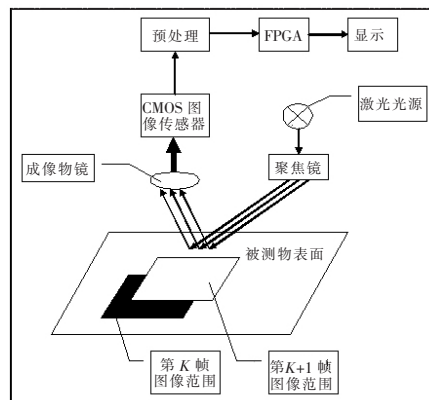 预处理
FPGA
显示
CMOS 图
像传感器
激光光源
成像物镜
聚焦镜
被测物表面
第 K 帧
图像范围
第K+1 帧
图像范围